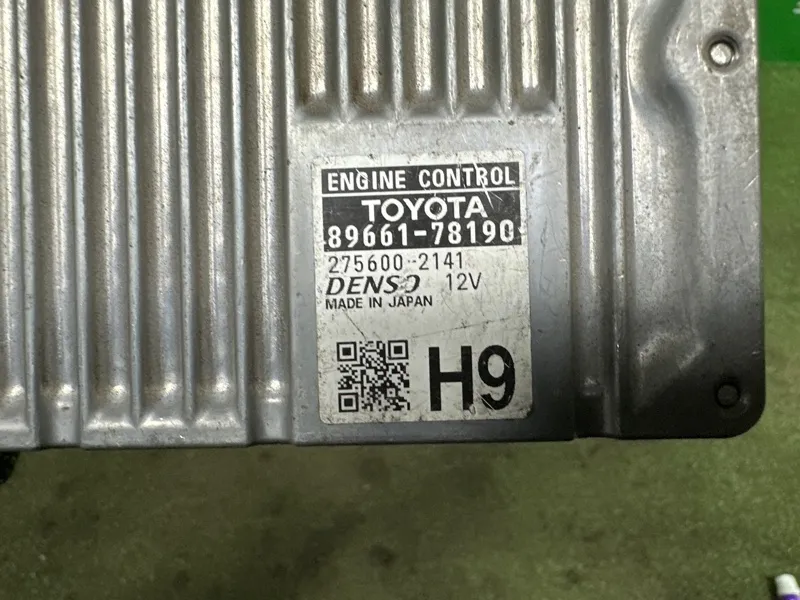 ENGINE CONTROL
TOYOTA
89661-78190
275600-2141
DENSO 12V
MADE IN JAPAN
H9